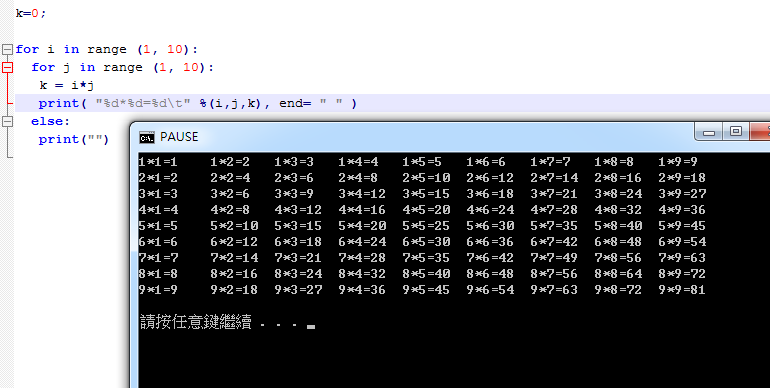 k=0;
for i in range (1, 10):
for j in range (1, 10):
k = i*j
print( "%d*%d=%d\t" %(i,j,k), end= " " )
else:
print("")
PAUSE
1*1=1 1*2=2 1*3=3 1*4=4 1*5=5 1*6=6 1*7=7 1*8=8 1*9=9
2*1=2 2*2=4 2*3=6 2*4=8 2*5=10 2*6=12 2*7=14 2*8=16 2*9=18
3*1=3 3*2=6 3*3=9 3*4=12 3*5=15 3*6=18 3*7=21 3*8=24 3*9=27
4*1=4 4*2=8 4*3=12 4*4=16 4*5=20 4*6=24 4*7=28 4*8=32 4*9=36
5*1=5 5*2=10 5*3=15 5*4=20 5*5=25 5*6=30 5*7=35 5*8=40 5*9=45
6*1=6 6*2=12 6*3=18 6*4=24 6*5=30 6*6=36 6*7=42 6*8=48 6*9=54
7*1=7 7*2=14 7*3=21 7*4=28 7*5=35 7*6=42 7*7=49 7*8=56 7*9=63
8*1=8 8*2=16 8*3=24 8*4=32 8*5=40 8*6=48 8*7=56 8*8=64 8*9=72
9*1=9 9*2=18 9*3=27 9*4=36 9*5=45 9*6=54 9*7=63 9*8=72 9*9=81
請按任意鍵繼續 . . .